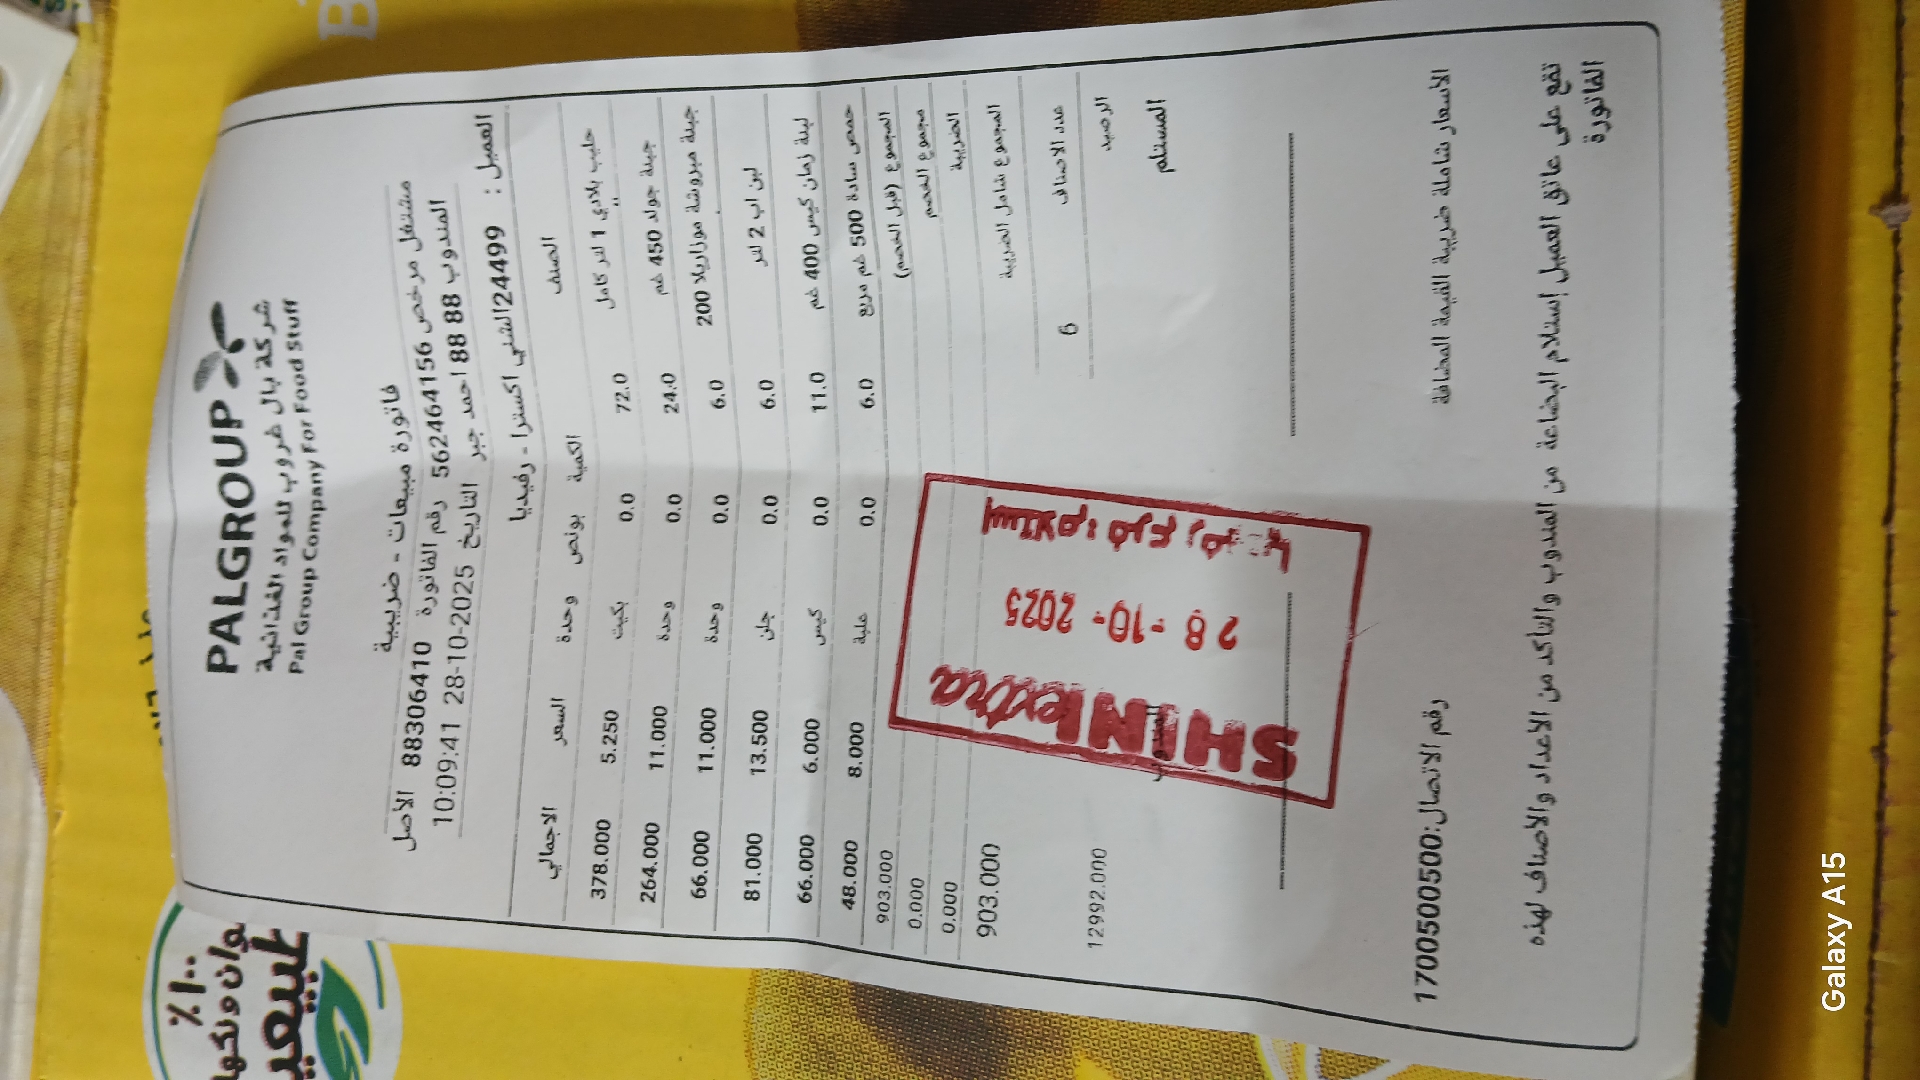 PALGROUP
شركة بال غروب للمواد الغذائية
Pal Group Company For Food Stuff
فاتورة مبيعات - ضريبية
مشتغل مرخص 562464156 رقم الفاتورة 88306410 الأصل
المندوب 88 88 احمد جبر التاريخ 28-10-2025 10:09:41
العميل : 24499/الشني اكسترا - رفيديا
الصنف الكمية بونص وحدة السعر الاجمالي
حليب بلادي 1 لتر كامل 72.0 0.0 بكيت 5.250 378.000
جبنة جولد 450 غم 24.0 0.0 وحدة 11.000 264.000
جبنة مبروشة موزاريلا 200 6.0 0.0 وحدة 11.000 66.000
لبن اب 2 لتر 6.0 0.0 جلن 13.500 81.000
لبنة زمان كيس 400 غم 11.0 0.0 كيس 6.000 66.000
حمص سادة 500 غم مربع 6.0 0.0 علبة 8.000 48.000
المجموع (قبل الخصم) 903.000
مجموع الخصم 0.000
الضريبة 0.000
المجموع شامل الضريبة 903.000
عدد الاصناف 6
الرصيد 12992.000
المستلم
SHINI extra
28-10-2025
إستلام: فرع
الاسعار شاملة ضريبة القيمة المضافة رقم الاتصال:1700500500
تقع على عاتق العميل إستلام البضاعة من المندوب والتأكد من الاعداد والاصناف لهذه
الفاتورة
١٠٠٪
Galaxy A15